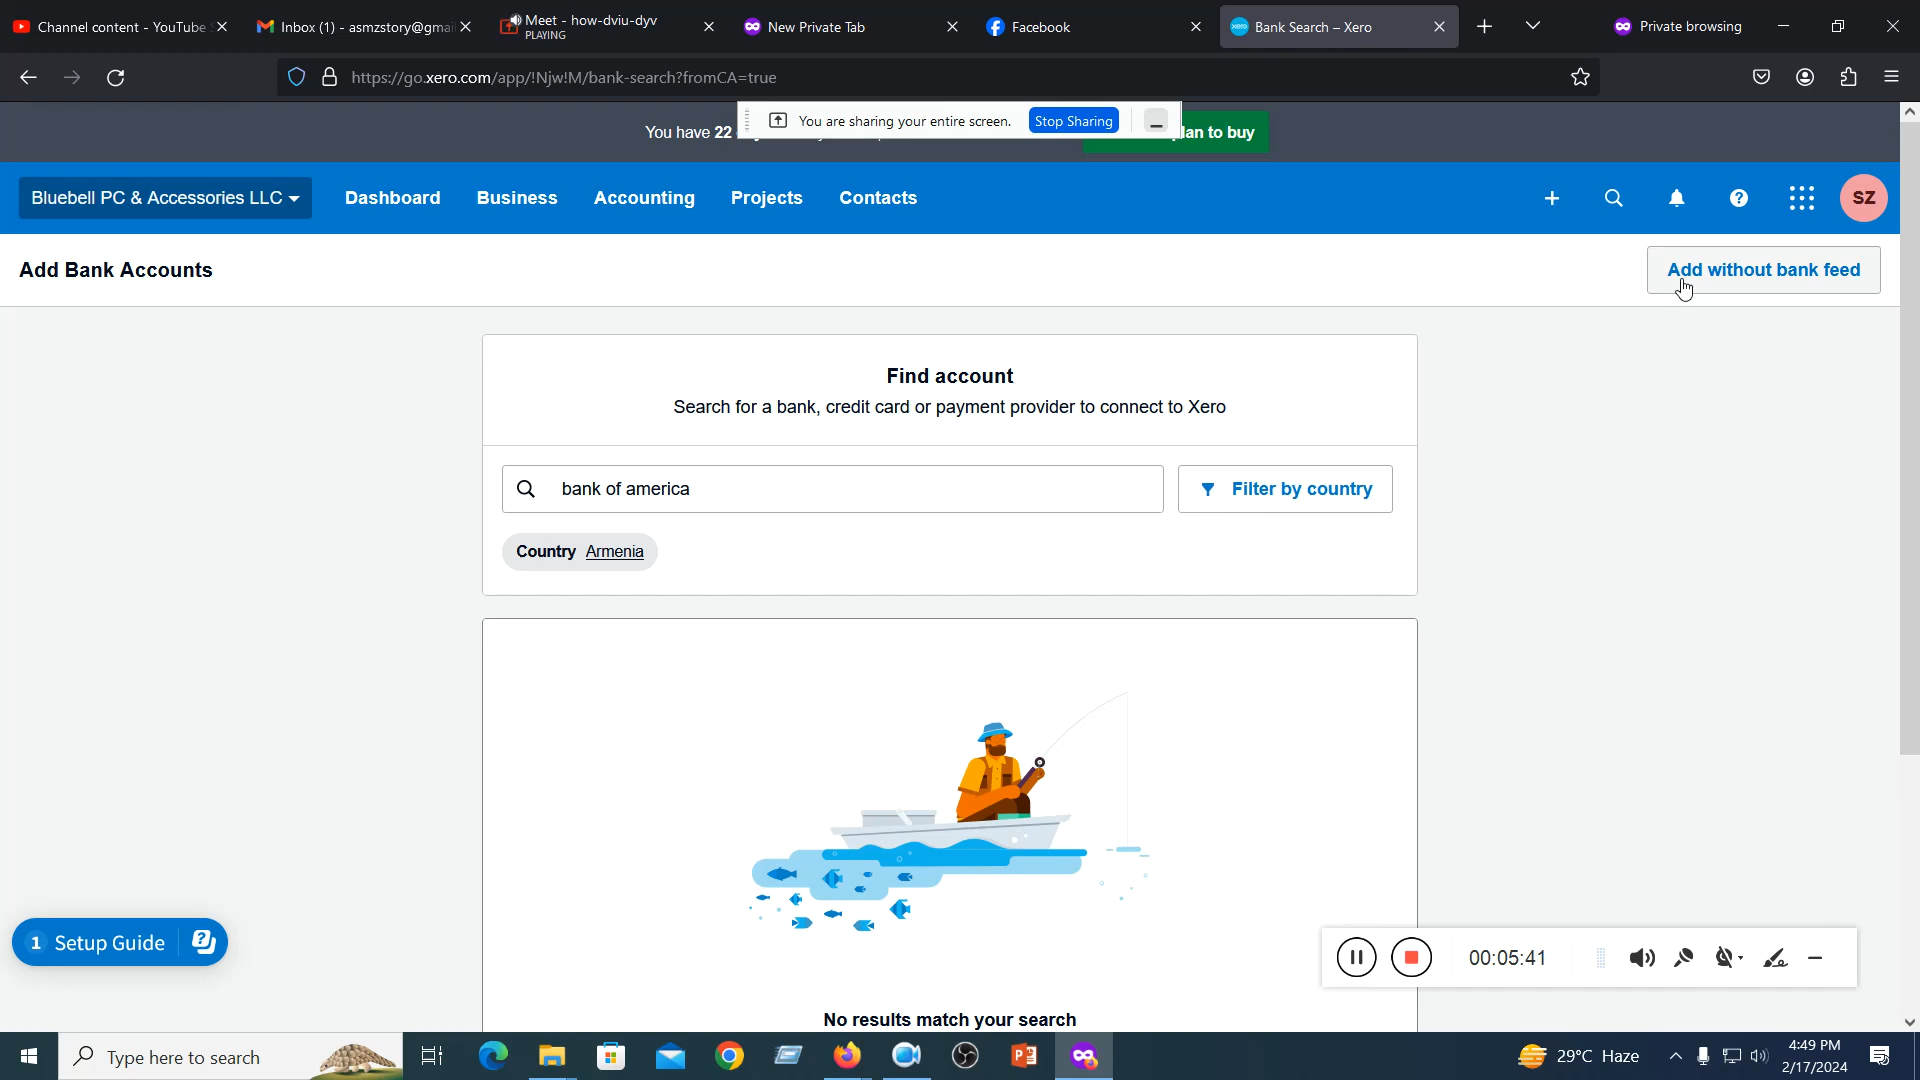 Channel content - YouTube
Inbox (1) - asmzstory@gmai
Meet - how-dviu-dyv
PLAYING
New Private Tab
Facebook
xero
Bank Search – Xero
Private browsing
https://go.xero.com/app/!Njw!M/bank-search?fromCA=true
You are sharing your entire screen.
Stop Sharing
You have 22
plan to buy
Bluebell PC & Accessories LLC
Dashboard
Business
Accounting
Projects
Contacts
SZ
Add Bank Accounts
Add without bank feed
Find account
Search for a bank, credit card or payment provider to connect to Xero
bank of america
Filter by country
Country Armenia
1 Setup Guide
00:05:41
No results match your search
Type here to search
29°C Haze
4:49 PM
2/17/2024